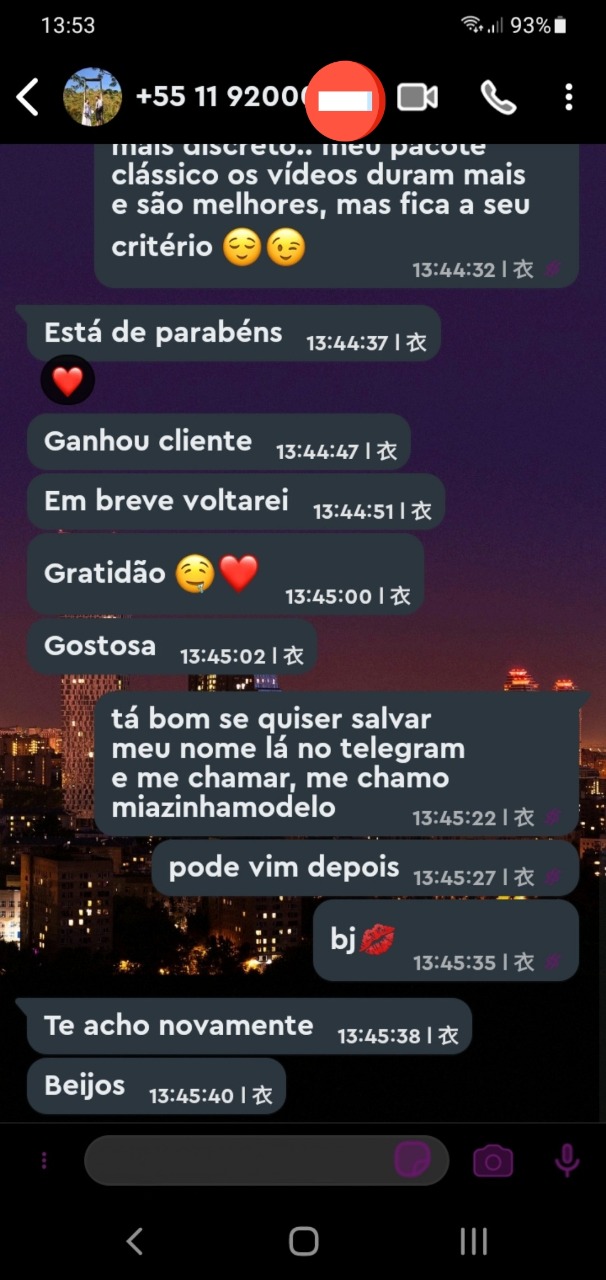 13:53
93%
+55 11 9200
mais discreto.. meu pacote
clássico os vídeos duram mais
e são melhores, mas fica a seu
critério 😌😉
13:44:32 | 衣
Está de parabéns 13:44:37 | 衣
❤️
Ganhou cliente 13:44:47 | 衣
Em breve voltarei 13:44:51 | 衣
Gratidão 🤤❤️ 13:45:00 | 衣
Gostosa 13:45:02 | 衣
tá bom se quiser salvar
meu nome lá no telegram
e me chamar, me chamo
miazinhamodelo 13:45:22 | 衣
pode vim depois 13:45:27 | 衣
bj💋 13:45:35 | 衣
Te acho novamente 13:45:38 | 衣
Beijos 13:45:40 | 衣